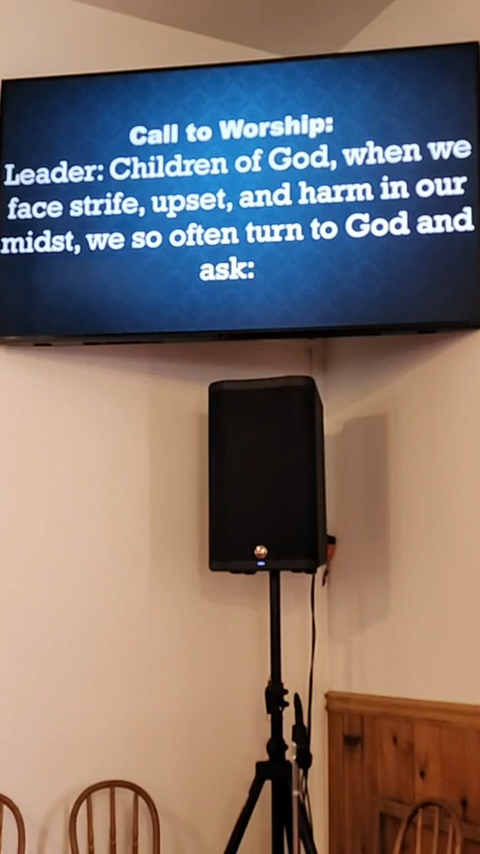 Call to Worship:
Leader: Children of God, when we
face strife, upset, and harm in our
midst, we so often turn to God and
ask: